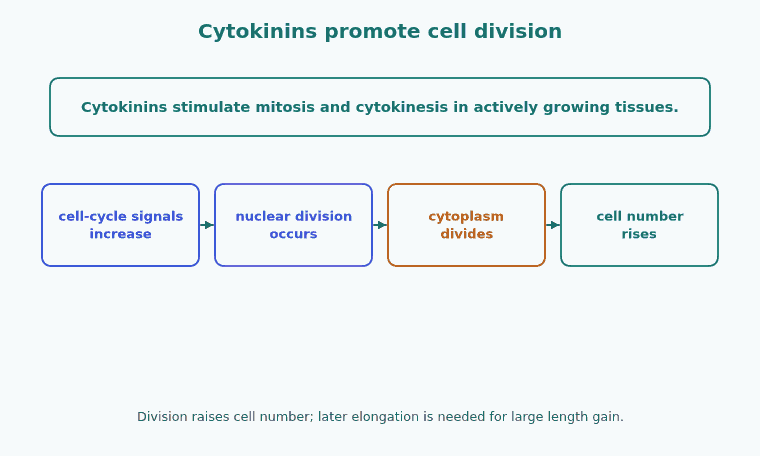 Cytokinins promote cell division
Cytokinins stimulate mitosis and cytokinesis in actively growing tissues.
cell-cycle signals
increase
nuclear division
occurs
cytoplasm
divides
cell number
rises
Division raises cell number; later elongation is needed for large length gain.